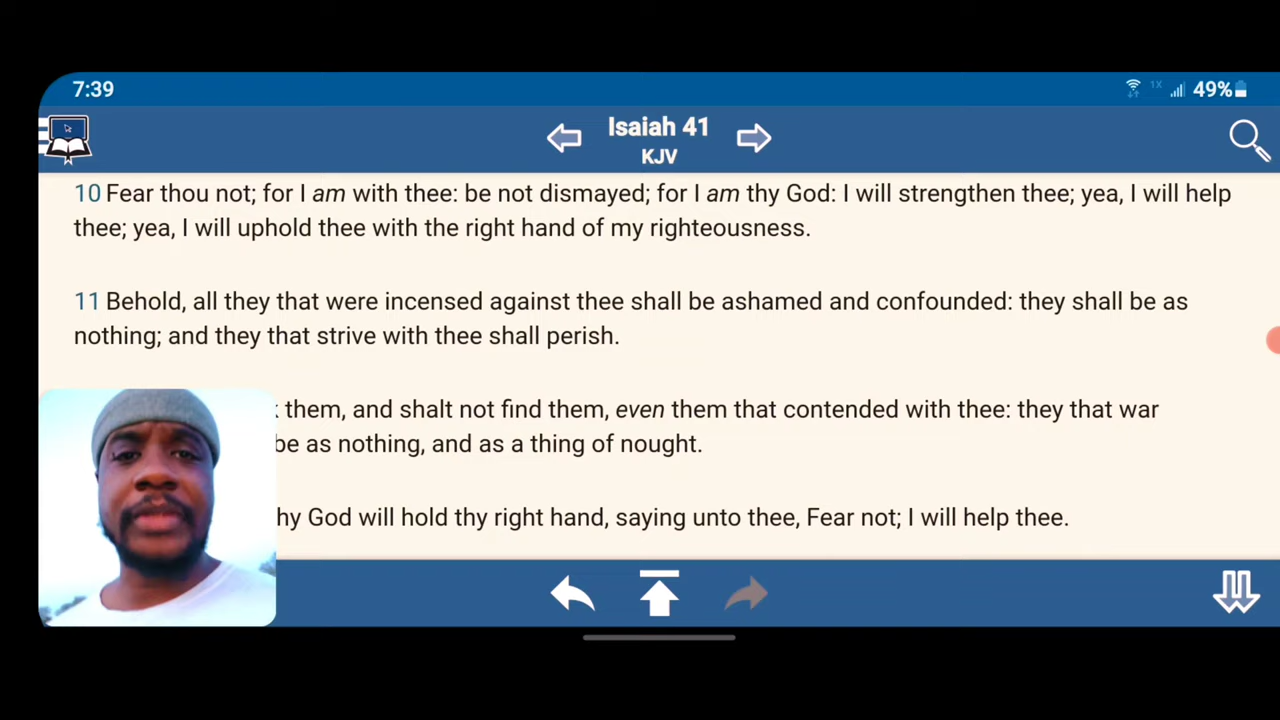 7:39
1X
49%
Isaiah 41
KJV
10 Fear thou not; for I am with thee: be not dismayed; for I am thy God: I will strengthen thee; yea, I will help
thee; yea, I will uphold thee with the right hand of my righteousness.
11 Behold, all they that were incensed against thee shall be ashamed and confounded: they shall be as
nothing; and they that strive with thee shall perish.
them, and shalt not find them, even them that contended with thee: they that war
be as nothing, and as a thing of nought.
hy God will hold thy right hand, saying unto thee, Fear not; I will help thee.